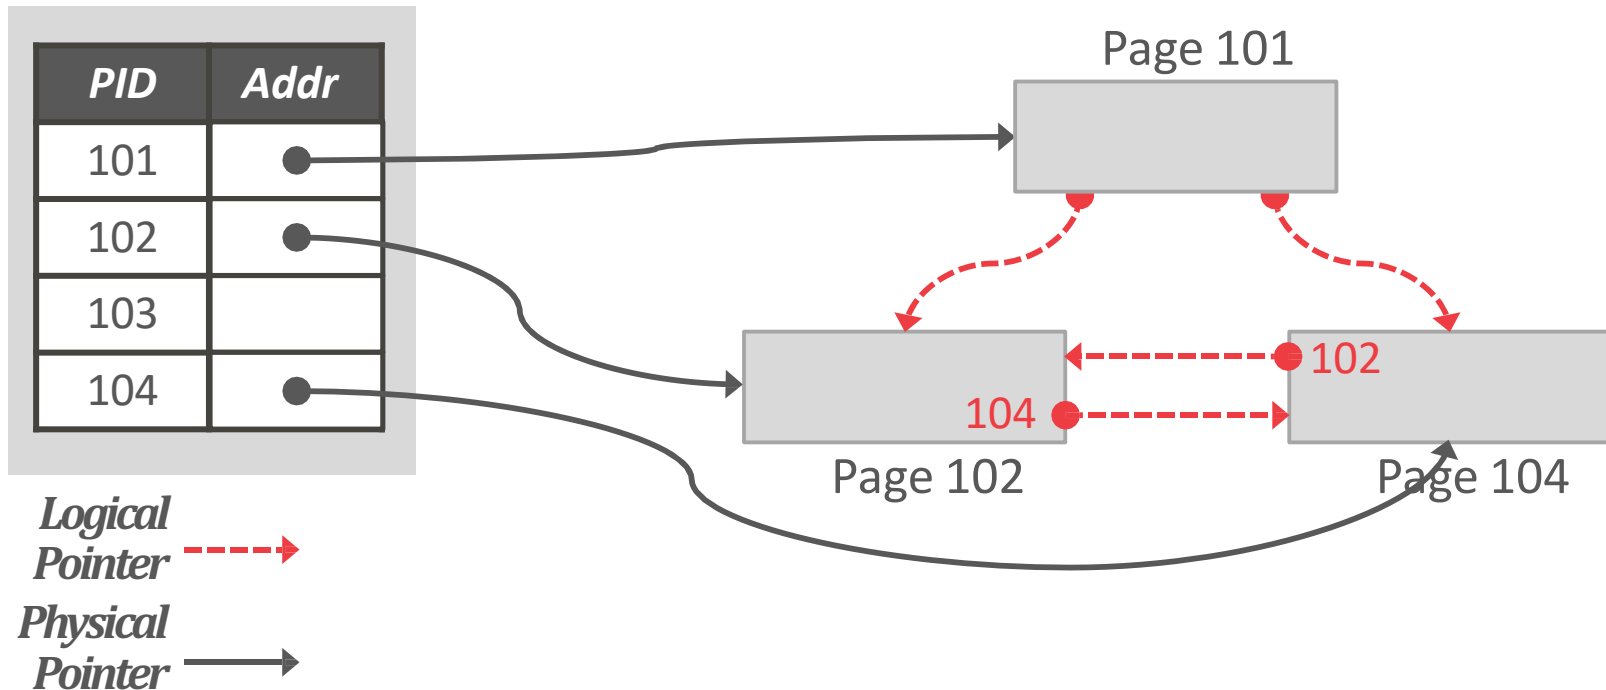 PID Addr
101
102
103
104
Logical
Pointer
Physical
Pointer
Page 101
102
104
Page 102
Page 104